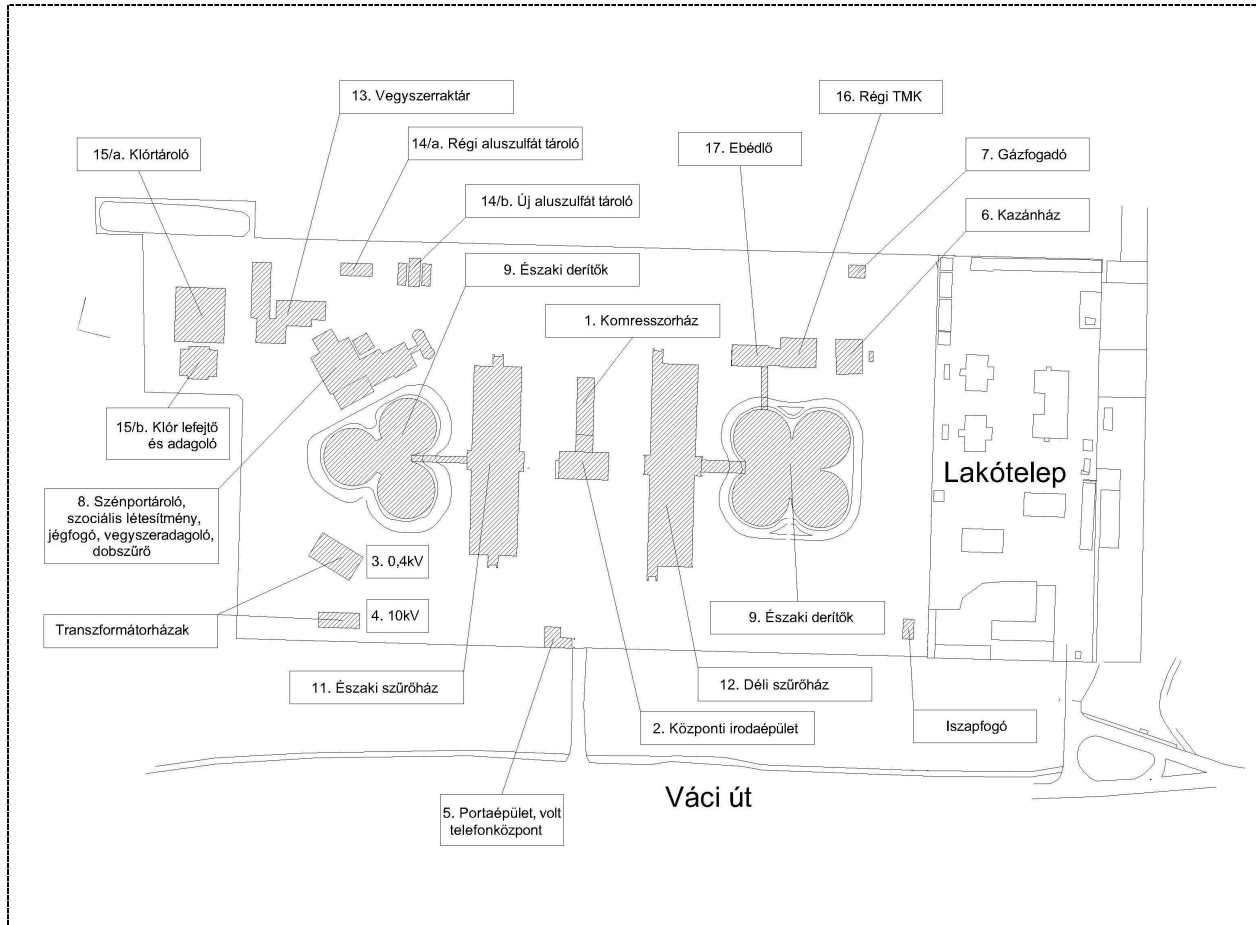 13. Vegyszerraktár
16. Régi TMK
14/a. Régi aluszulfát tároló
17. Ebédlő
15/a. Klórtároló
7. Gázfogadó
14/b. Új aluszulfát tároló
6. Kazánház
9. Északi derítők
1. Komresszorház
15/b. Klór lefejtő
és adagoló
Lakótelep
8. Szénportároló,
szociális létesítmény,
jégfogó, vegyszeradagoló,
dobszűrő
3. 0,4kV
4. 10kV
Transzformátorházak
9. Északi derítők
11. Északi szűrőház
12. Déli szűrőház
2. Központi irodaépület
Iszapfogó
Váci út
5. Portaépület, volt
telefonközpont